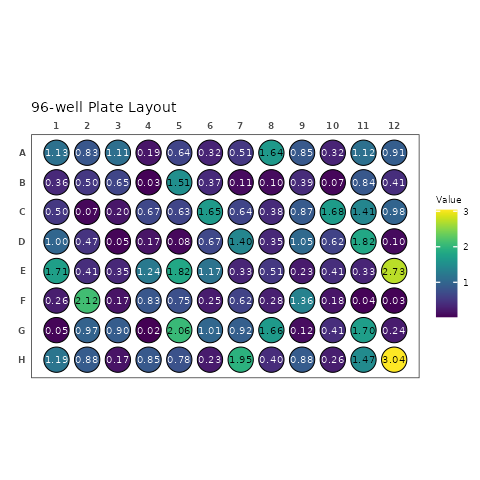 96-well Plate Layout
1 2 3 4 5 6 7 8 9 10 11 12
A 1.13 0.83 1.11 0.19 0.64 0.32 0.51 1.64 0.85 0.32 1.12 0.91
B 0.36 0.50 0.65 0.03 1.51 0.37 0.11 0.10 0.39 0.07 0.84 0.41
C 0.50 0.07 0.20 0.67 0.63 1.65 0.64 0.38 0.87 1.68 1.41 0.98
D 1.00 0.47 0.05 0.17 0.08 0.67 1.40 0.35 1.05 0.62 1.82 0.10
E 1.71 0.41 0.35 1.24 1.82 1.17 0.33 0.51 0.23 0.41 0.33 2.73
F 0.26 2.12 0.17 0.83 0.75 0.25 0.62 0.28 1.36 0.18 0.04 0.03
G 0.05 0.97 0.90 0.02 2.06 1.01 0.92 1.66 0.12 0.41 1.70 0.24
H 1.19 0.88 0.17 0.85 0.78 0.23 1.95 0.40 0.88 0.26 1.47 3.04
Value
3
2
1